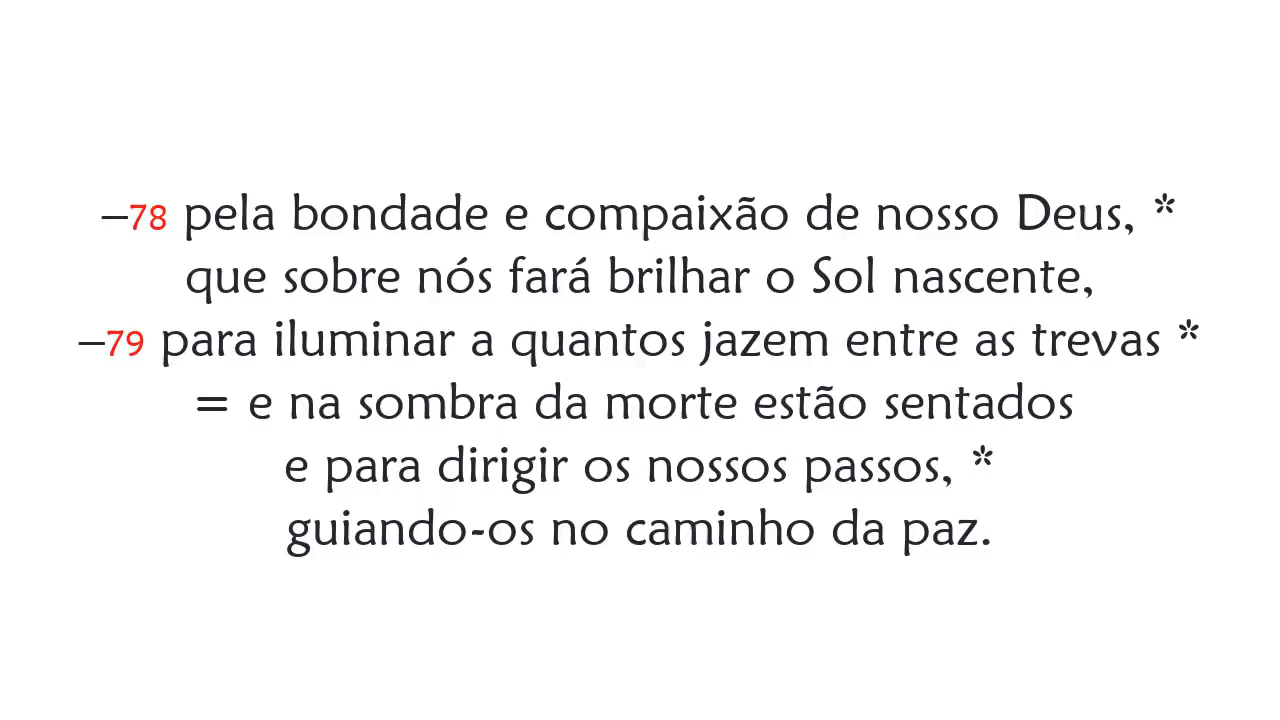 –78 pela bondade e compaixão de nosso Deus, *
que sobre nós fará brilhar o Sol nascente,
–79 para iluminar a quantos jazem entre as trevas *
= e na sombra da morte estão sentados
e para dirigir os nossos passos, *
guiando-os no caminho da paz.